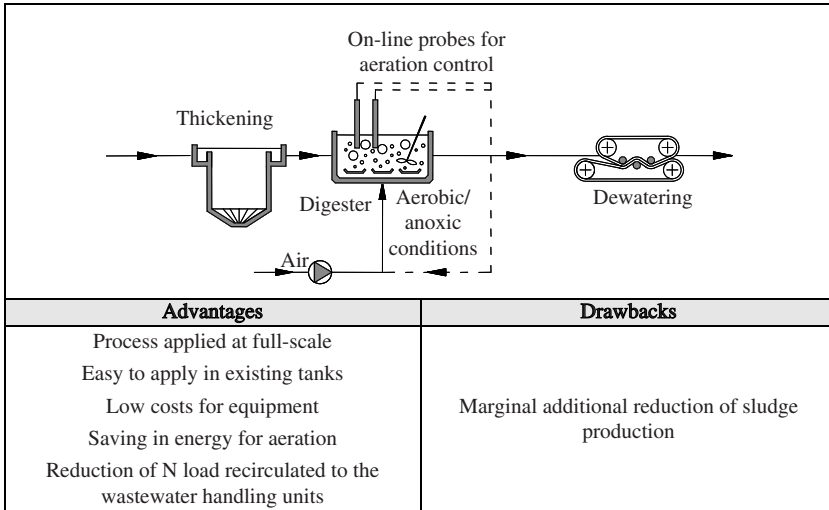 On-line probes for
aeration control
Thickening
Digester
Aerobic/
anoxic
conditions
Dewatering
Air
Advantages
Drawbacks
Process applied at full-scale
Easy to apply in existing tanks
Low costs for equipment
Saving in energy for aeration
Reduction of N load recirculated to the
wastewater handling units
Marginal additional reduction of sludge
production